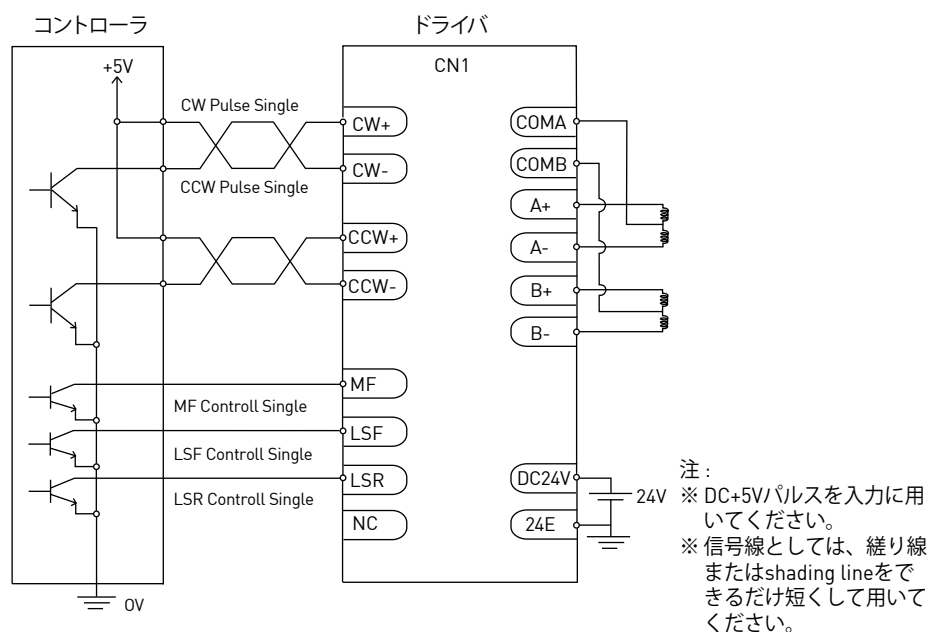 コントローラ
ドライバ
CN1
+5V
CW Pulse Single
CW+
CW-
CCW Pulse Single
CCW+
CCW-
MF
MF Controll Single
LSF
LSF Controll Single
LSR
LSR Controll Single
NC
0V
COMA
COMB
A+
A-
B+
B-
DC24V
24V
24E
注 :
※ DC+5Vパルスを入力に用
いてください。
※ 信号線としては、縒り線
またはshading lineをで
きるだけ短くして用いて
ください。